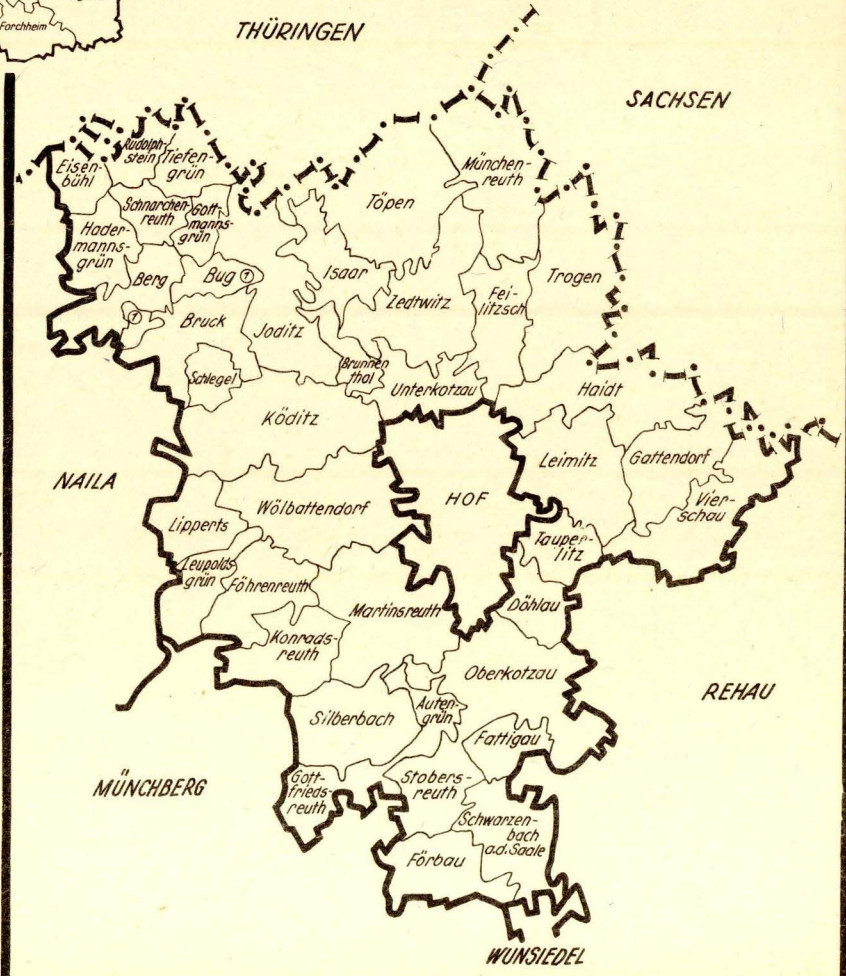 Forchheim
THÜRINGEN
SACHSEN
Eisen-
bühl
Rudolph-
stein
Tiefen-
grün
München-
reuth
Schnarchen-
reuth
Gott-
manns-
grün
Töpen
Hader-
manns-
grün
Berg
Bug
Isaar
Zedtwitz
Fei-
litzsch
Trogen
Bruck
Joditz
Schlegel
Brunnen
thal
Unterkotzau
Haidt
Köditz
Leimitz
Gattendorf
NAILA
HOF
Vier-
schau
Lipperts
Wölbattendorf
Tauper-
litz
Leupolds
grün
Föhrenreuth
Martinsreuth
Döhlau
Konrads-
reuth
Oberkotzau
REHAU
Silberbach
Auten-
grün
Fattigau
MÜNCHBERG
Gott-
frieds-
reuth
Stobers-
reuth
Schwarzen-
bach
a.d.Saale
Förbau
WUNSIEDEL